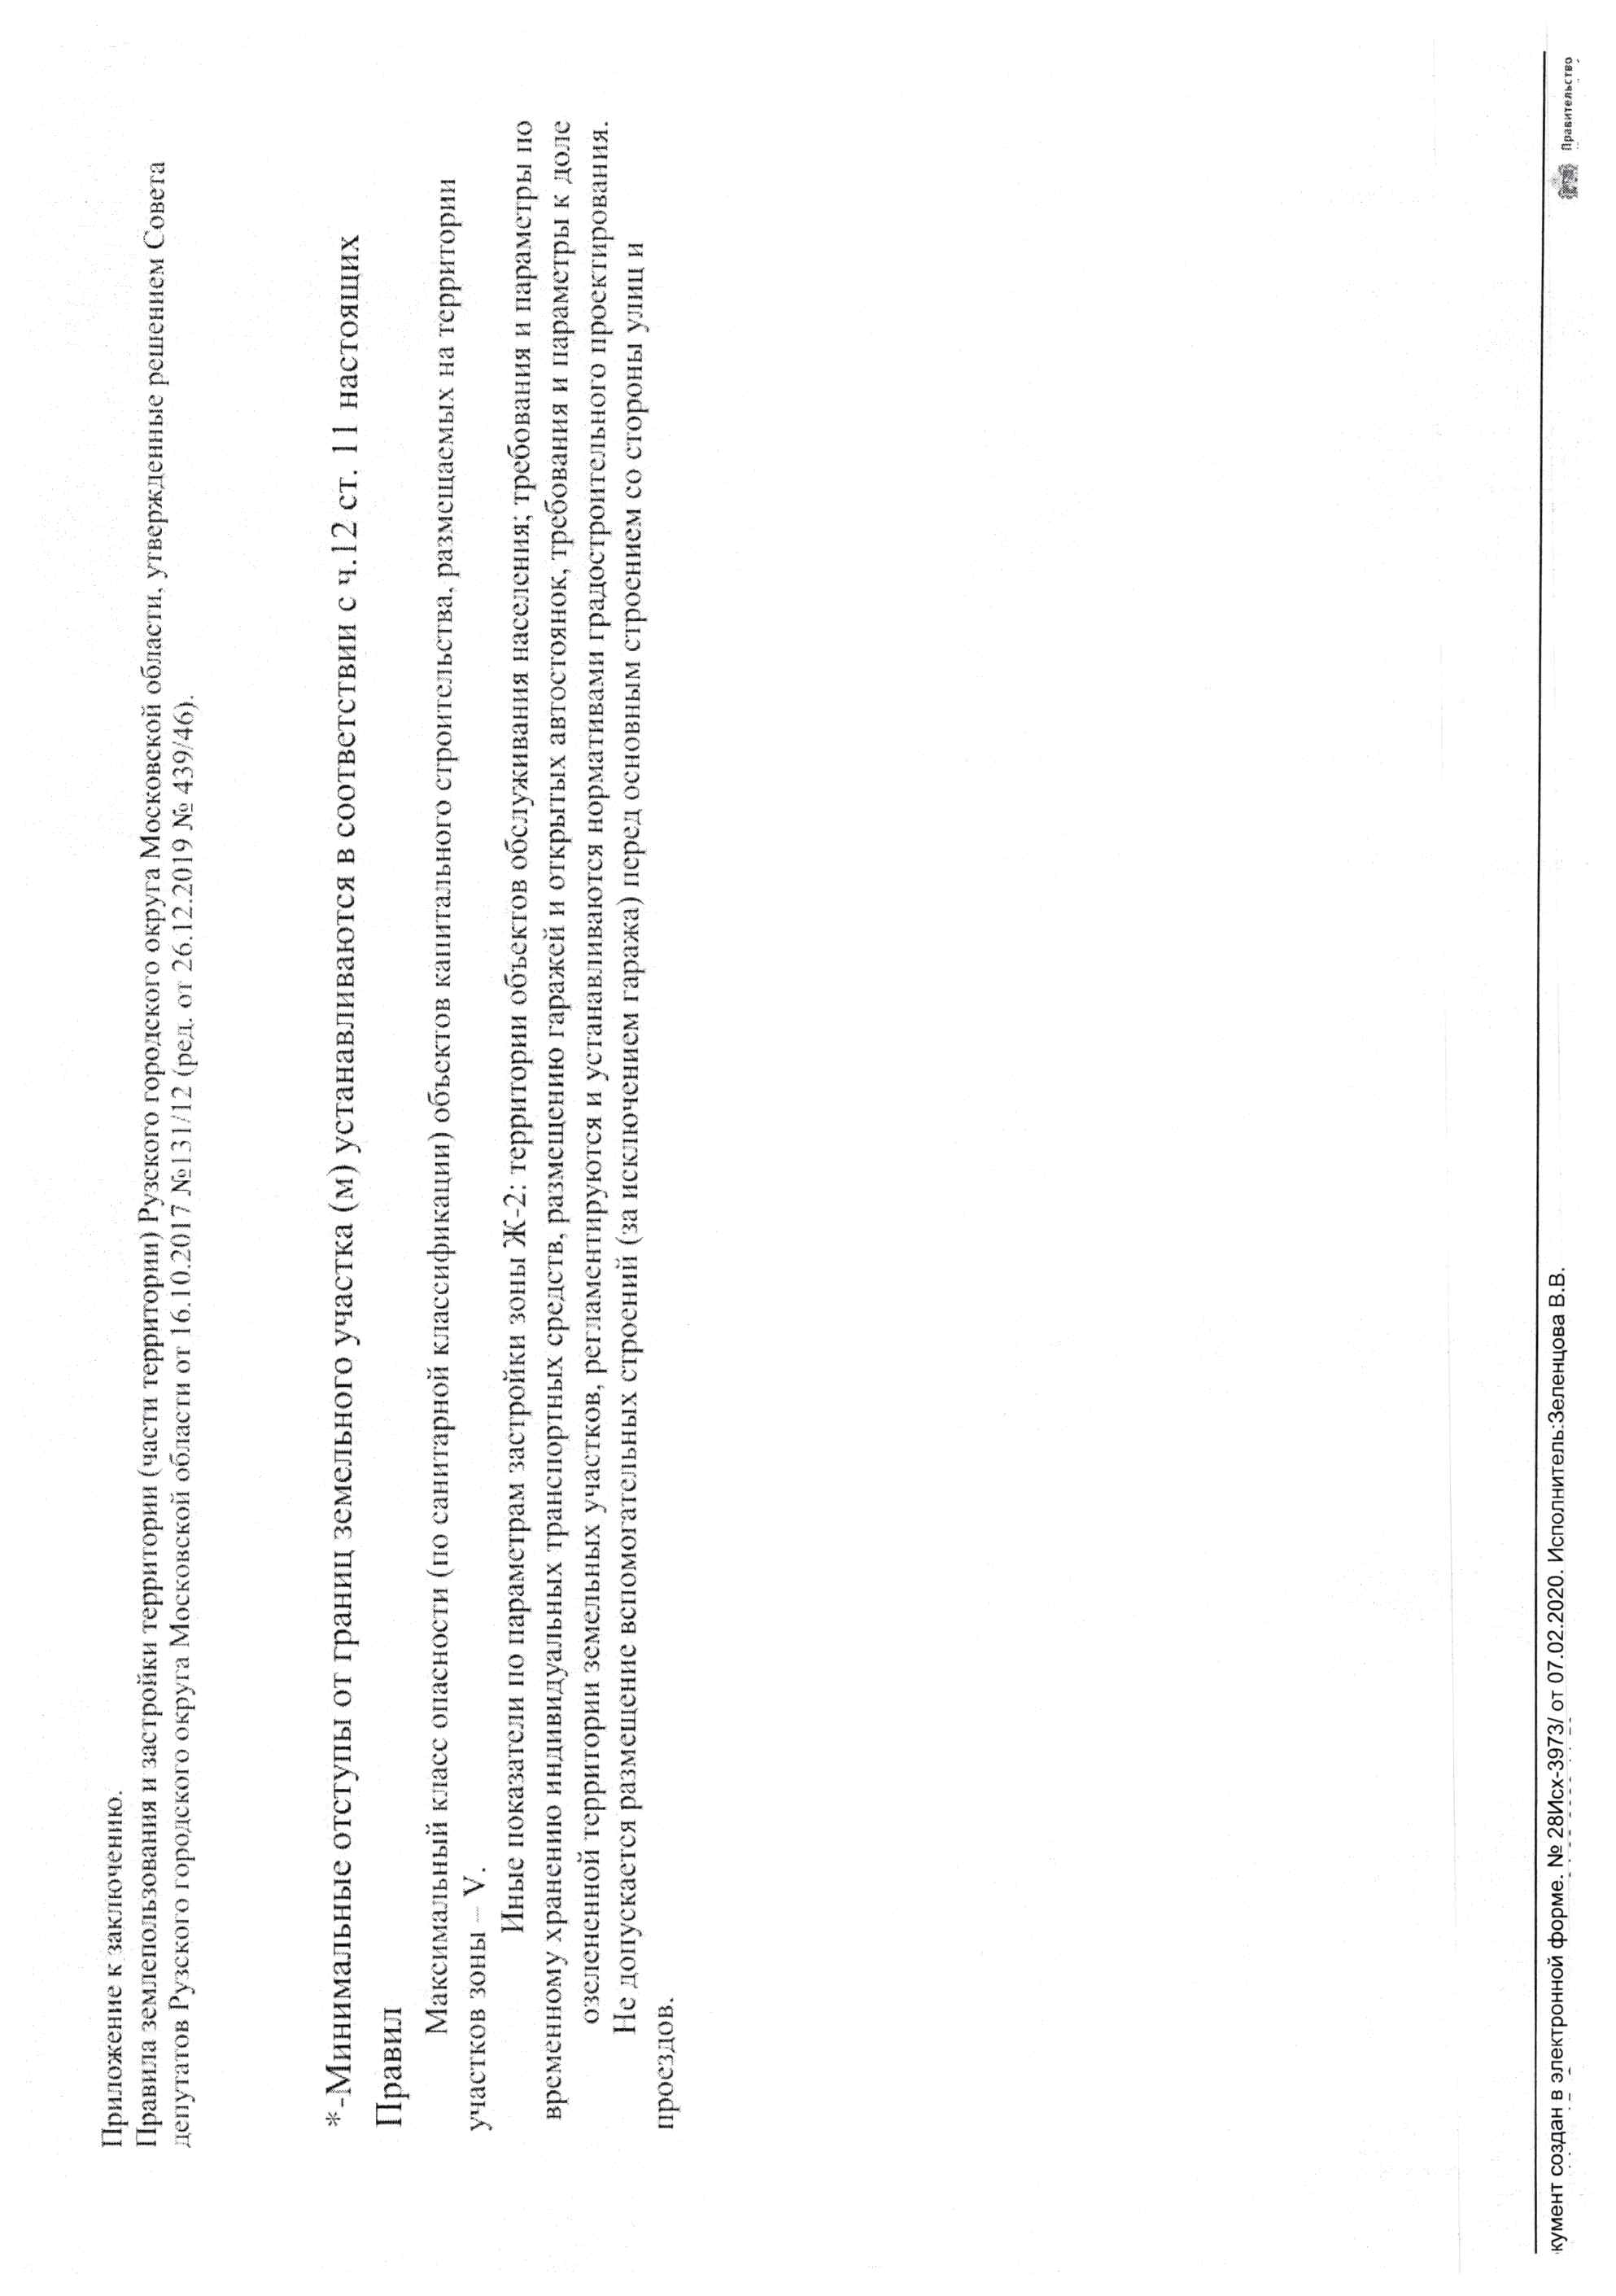 Приложение к заключению.
Правила землепользования и застройки территории (части территории) Рузского городского округа Московской области, утвержденные решением Совета
депутатов Рузского городского округа Московской области от 16.10.2017 №131/12 (ред. от 26.12.2019 № 439/46).
*-Минимальные отступы от границ земельного участка (м) устанавливаются в соответствии с ч.12 ст. 11 настоящих
Правил
Максимальный класс опасности (по санитарной классификации) объектов капитального строительства, размещаемых на территории
участков зоны – V.
Иные показатели по параметрам застройки зоны Ж-2: территории объектов обслуживания населения; требования и параметры по
временному хранению индивидуальных транспортных средств, размещению гаражей и открытых автостоянок, требования и параметры к доле
озелененной территории земельных участков, регламентируются и устанавливаются нормативами градостроительного проектирования.
Не допускается размещение вспомогательных строений (за исключением гаража) перед основным строением со стороны улиц и
проездов.
кумент создан в электронной форме. № 28Исх-3973/ от 07.02.2020. Исполнитель:Зеленцова В.В.
Правительство